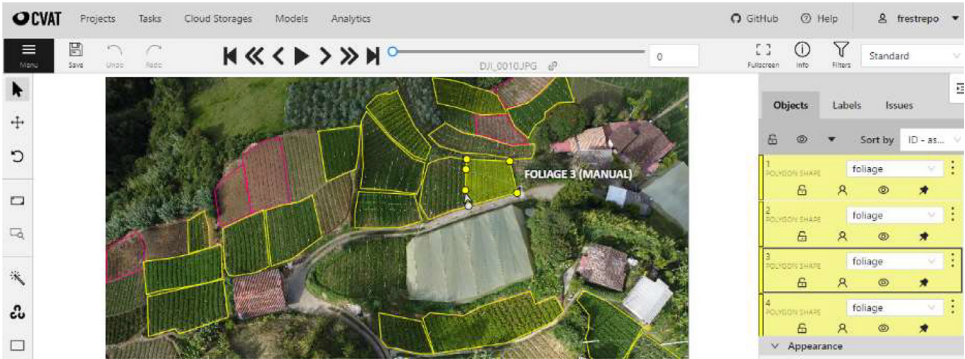 CVAT Projects Tasks Cloud Storages Models Analytics GitHub Help frestrepo
Menu Save Undo Redo DJI_0010.JPG 0 Fullscreen Info Filters Standard
Objects Labels Issues
Sort by ID - as...
FOLIAGE 3 (MANUAL)
1 foliage
POLYGON SHAPE
2 foliage
POLYGON SHAPE
3 foliage
POLYGON SHAPE
4 foliage
POLYGON SHAPE
Appearance